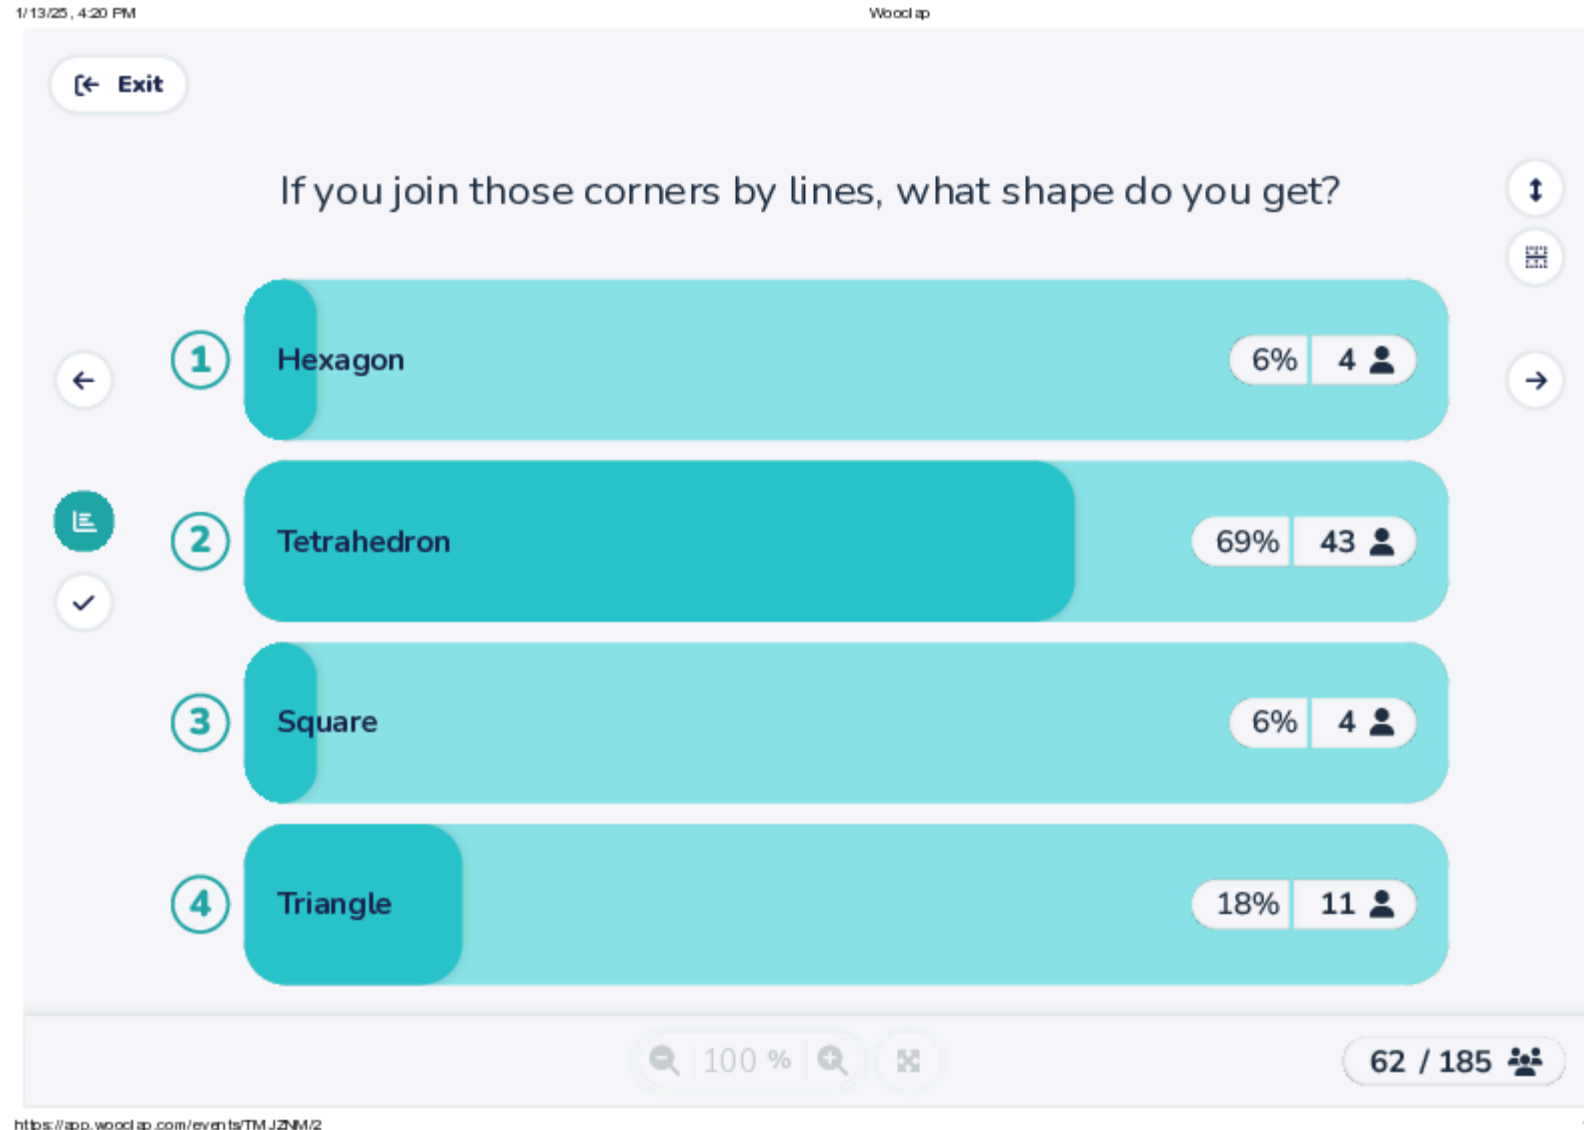 1/13/25, 4:20 PM
Wooclap
Exit
If you join those corners by lines, what shape do you get?
1 Hexagon 6% 4
2 Tetrahedron 69% 43
3 Square 6% 4
4 Triangle 18% 11
100 %
62 / 185
https://app.wooclap.com/events/TMJZNM/2